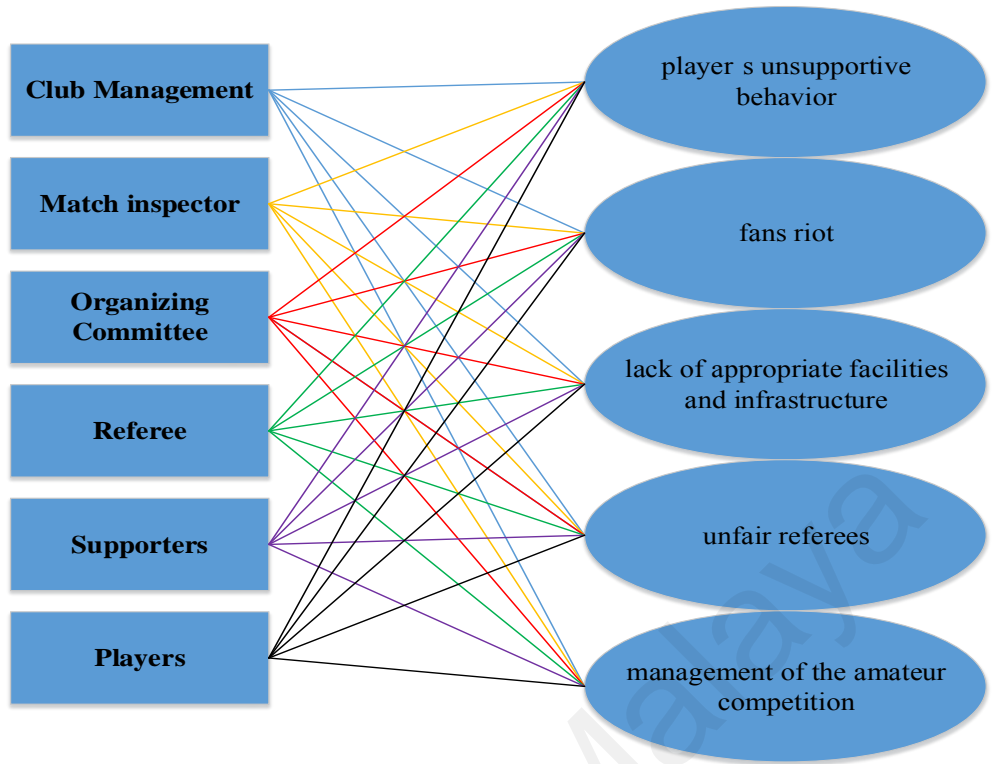 Club Management
Match inspector
Organizing
Committee
Referee
Supporters
Players
player s unsupportive
behavior
fans riot
lack of appropriate facilities
and infrastructure
unfair referees
management of the amateur
competition
Malaya